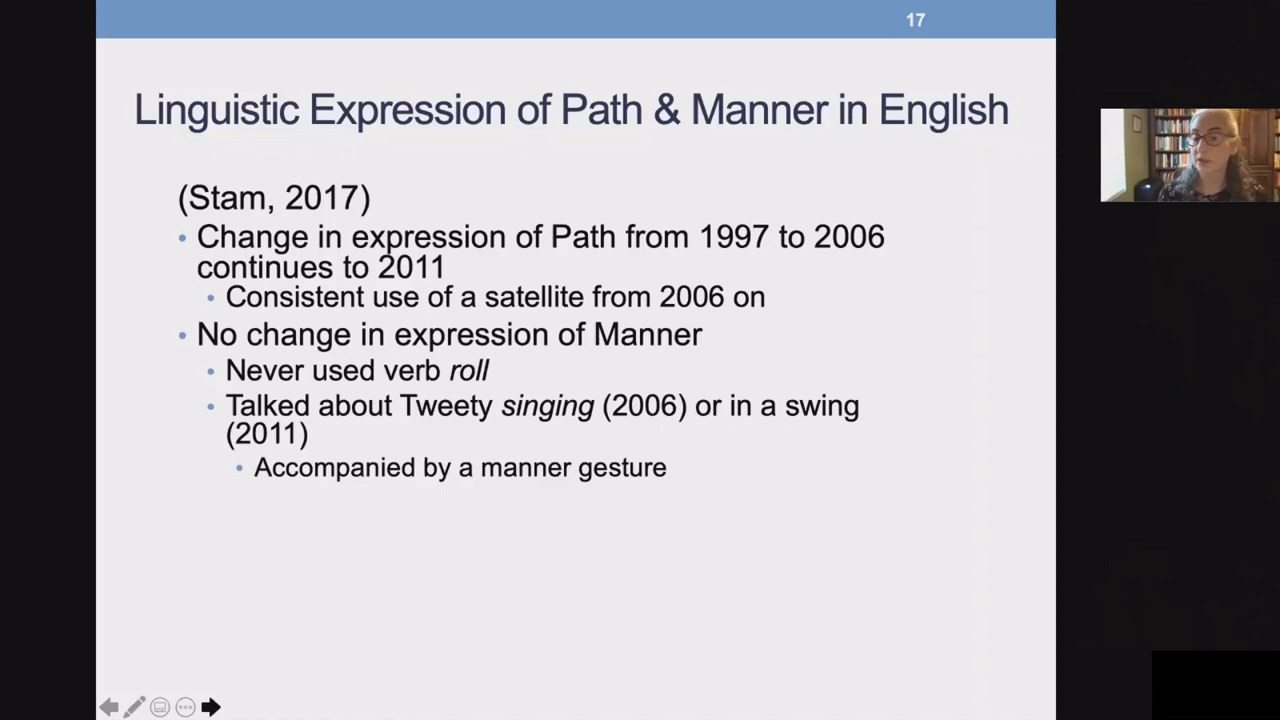 17
Linguistic Expression of Path & Manner in English
(Stam, 2017)
• Change in expression of Path from 1997 to 2006
continues to 2011
• Consistent use of a satellite from 2006 on
• No change in expression of Manner
• Never used verb roll
• Talked about Tweety singing (2006) or in a swing
(2011)
• Accompanied by a manner gesture